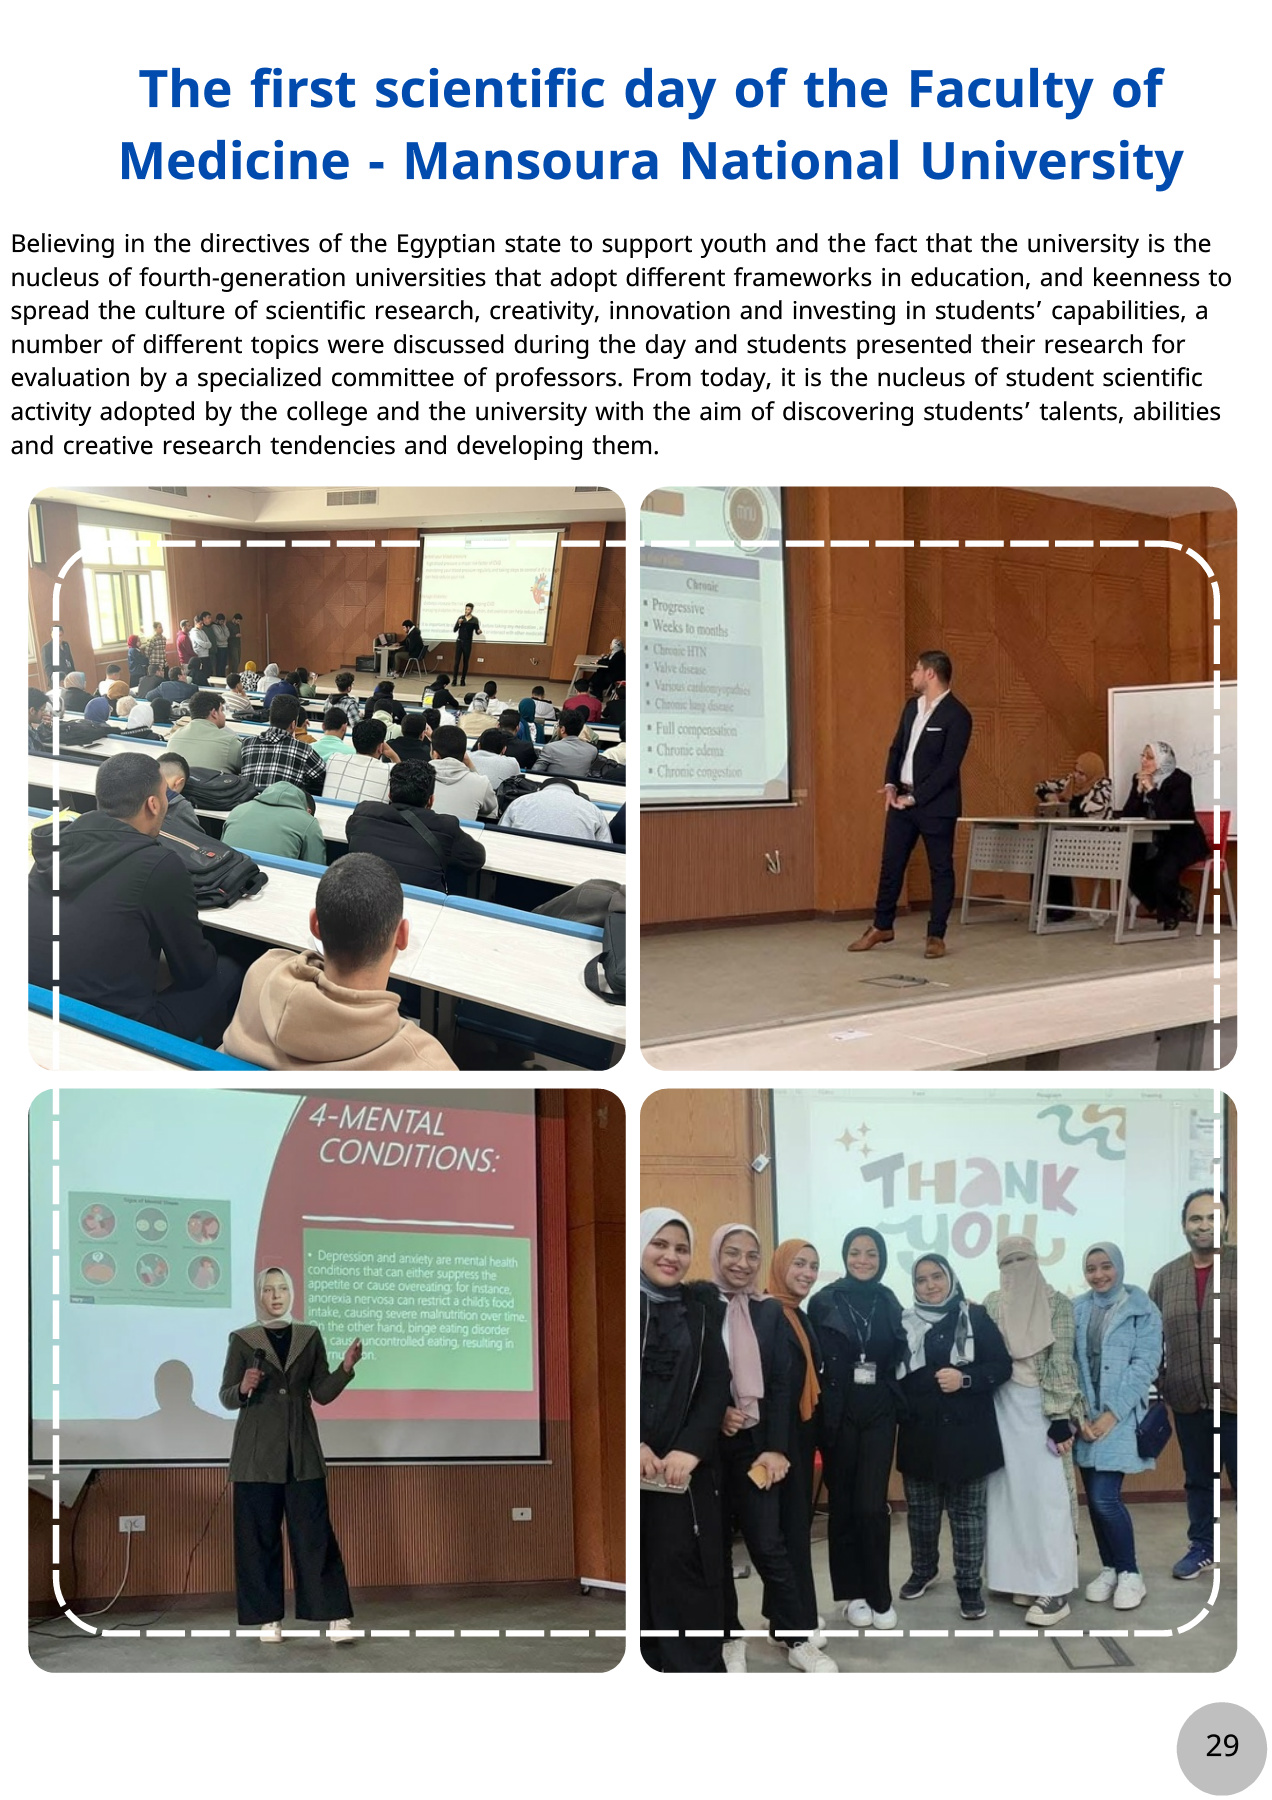 The first scientific day of the Faculty of
Medicine - Mansoura National University
Believing in the directives of the Egyptian state to support youth and the fact that the university is the
nucleus of fourth-generation universities that adopt different frameworks in education, and keenness to
spread the culture of scientific research, creativity, innovation and investing in students’ capabilities, a
number of different topics were discussed during the day and students presented their research for
evaluation by a specialized committee of professors. From today, it is the nucleus of student scientific
activity adopted by the college and the university with the aim of discovering students’ talents, abilities
and creative research tendencies and developing them.
mnu
Chronic
▪ Progressive
▪ Weeks to months
▪ Chronic HTN
▪ Valve disease
▪ Various cardiomyopathies
▪ Chronic lung disease
▪ Full compensation
▪ Chronic edema
▪ Chronic congestion
4-MENTAL
CONDITIONS:
Types of Mental Illness
• Depression and anxiety are mental health
conditions that can either suppress the
appetite or cause overeating; for instance,
anorexia nervosa can restrict a child's food
intake, causing severe malnutrition over time.
On the other hand, binge eating disorder
uncontrolled eating, resulting in
THANK
YOU
29